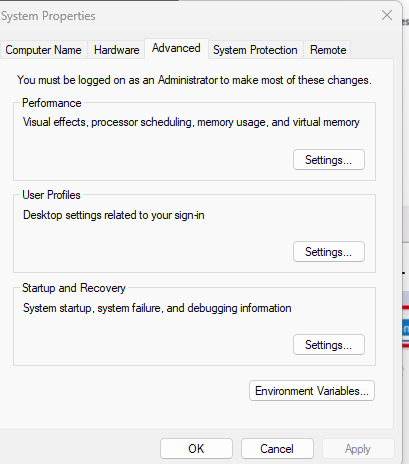 System Properties
Computer Name Hardware Advanced System Protection Remote
You must be logged on as an Administrator to make most of these changes.
Performance
Visual effects, processor scheduling, memory usage, and virtual memory
Settings...
User Profiles
Desktop settings related to your sign-in
Settings...
Startup and Recovery
System startup, system failure, and debugging information
Settings...
Environment Variables...
OK Cancel Apply